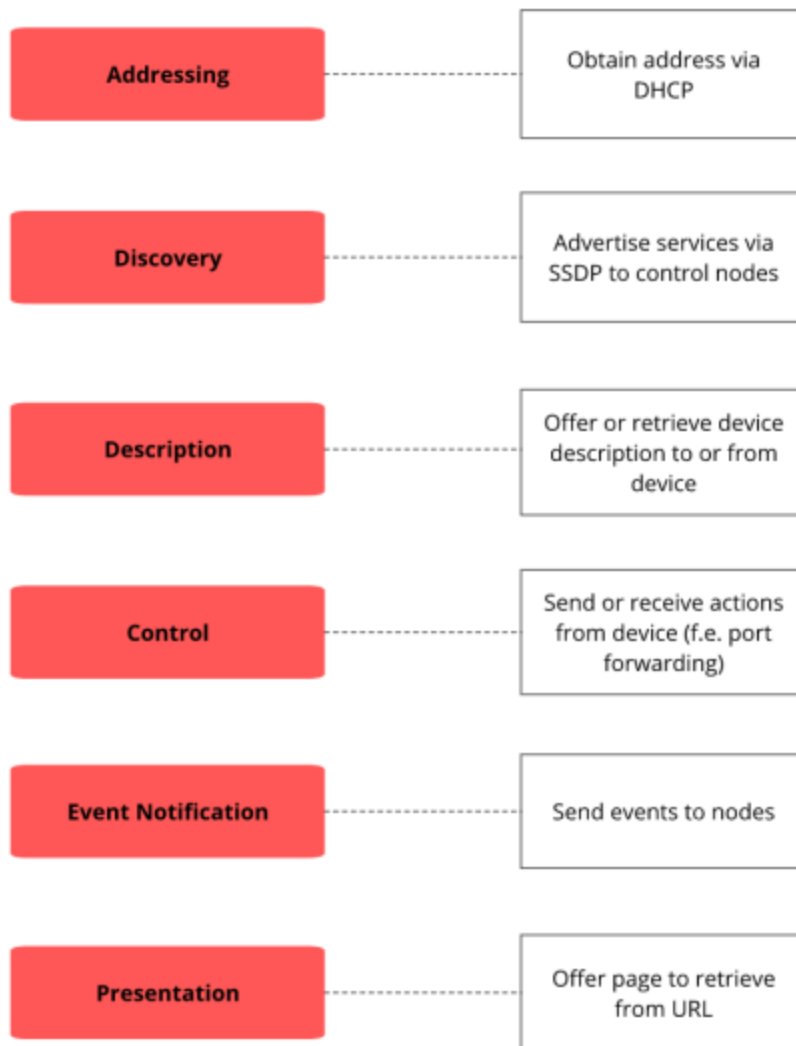 Addressing
Obtain address via
DHCP
Discovery
Advertise services via
SSDP to control nodes
Description
Offer or retrieve device
description to or from
device
Control
Send or receive actions
from device (f.e. port
forwarding)
Event Notification
Send events to nodes
Presentation
Offer page to retrieve
from URL